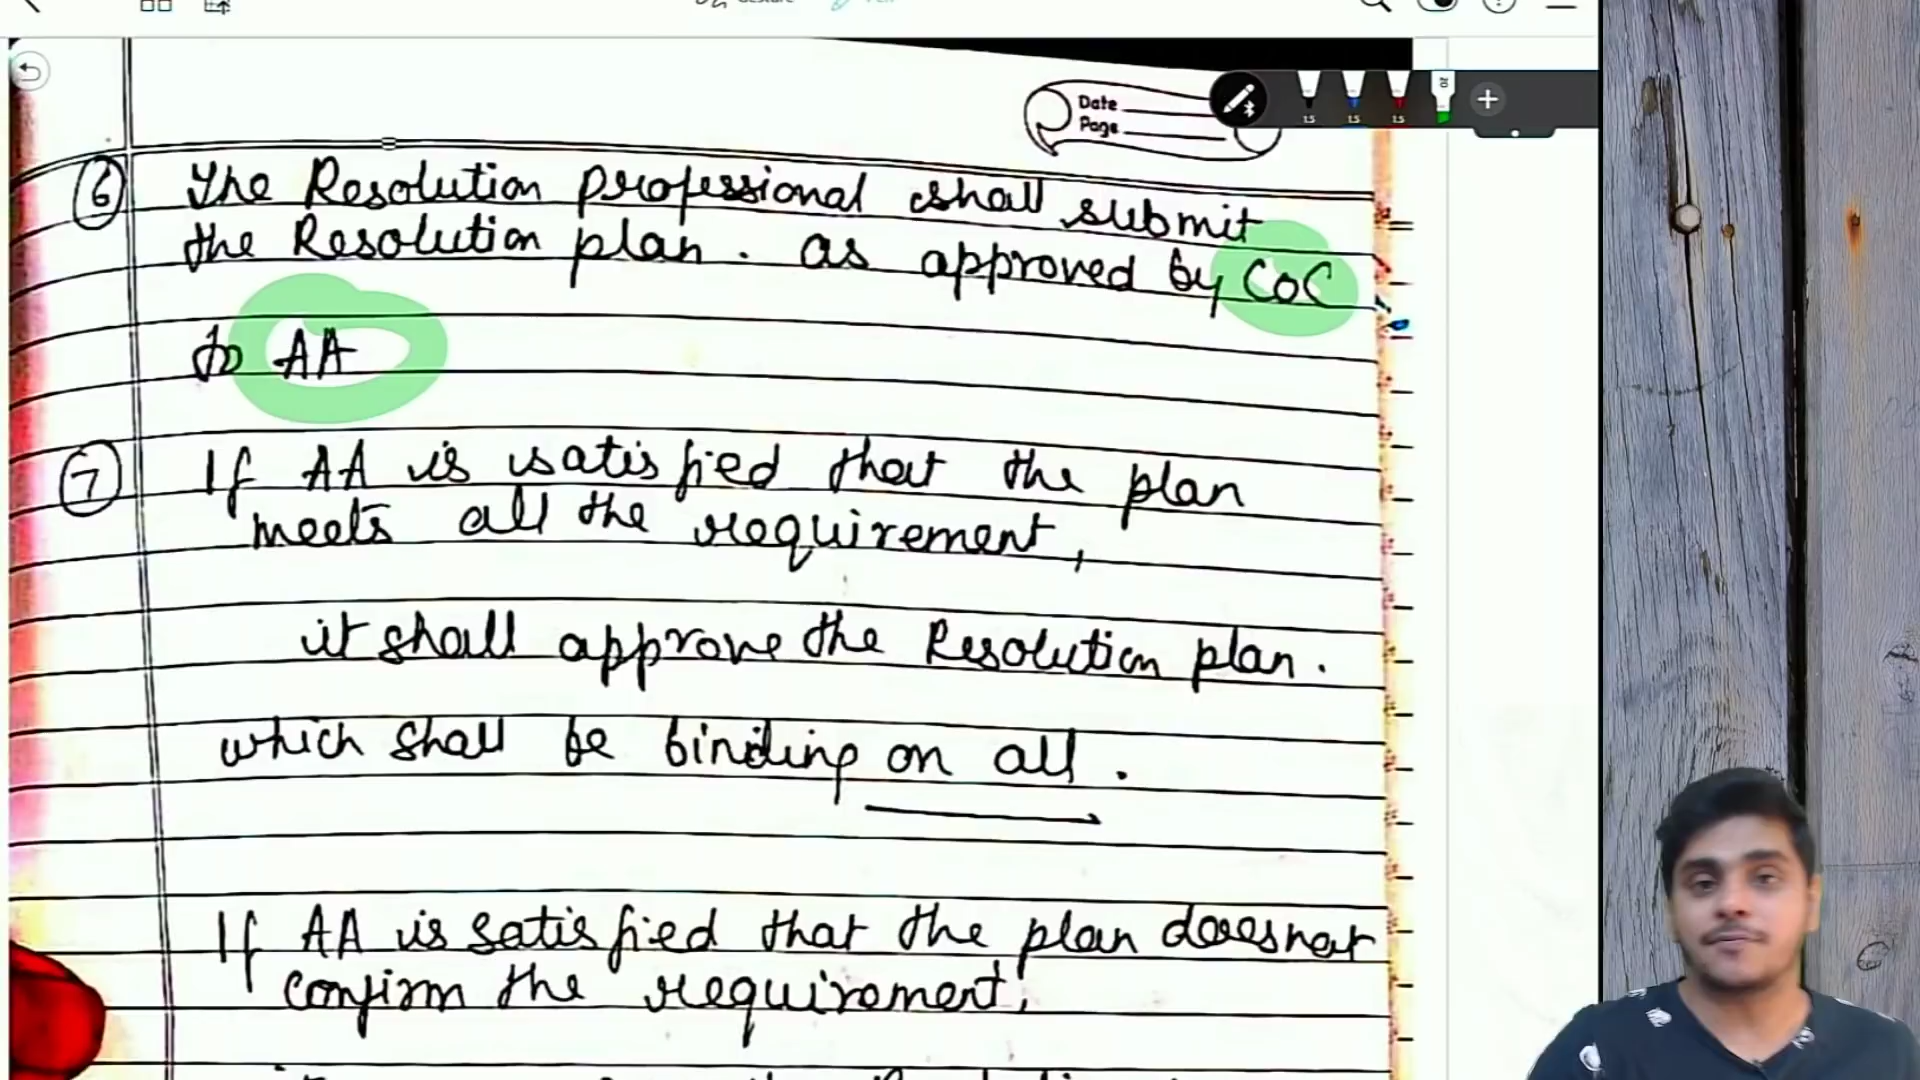 Date
Page
6 The Resolution professional shall submit
the Resolution plan. as approved by COC
to AA
7 If AA is satisfied that the plan
meets all the requirement,
it shall approve the Resolution plan.
which shall be binding on all.
If AA is satisfied that the plan does not
confirm the requirement,